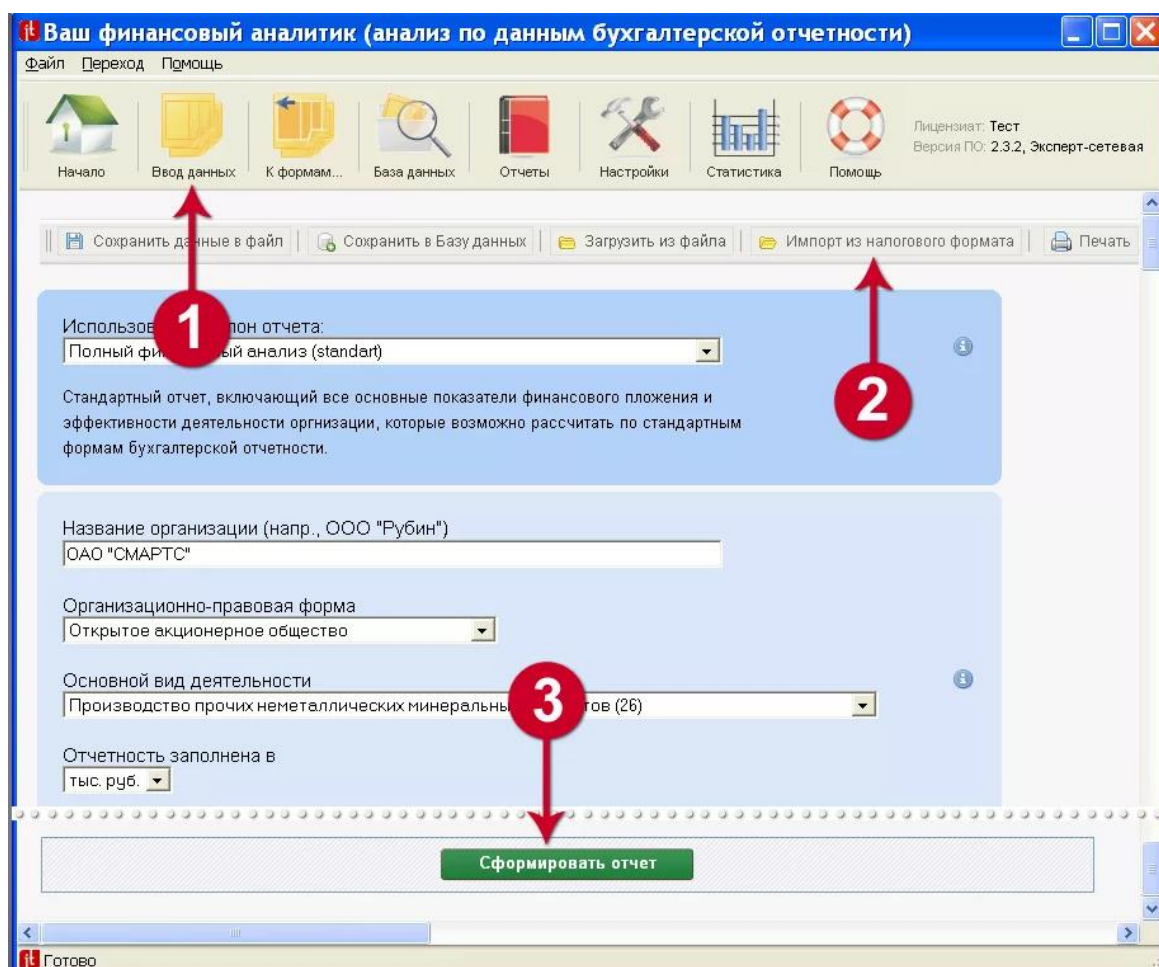 Ваш финансовый аналитик (анализ по данным бухгалтерской отчетности)
Файл Переход Помощь
Начало Ввод данных К формам... База данных Отчеты Настройки Статистика Помощь
Лицензиат: Тест
Версия ПО: 2.3.2, Эксперт-сетевая
Сохранить данные в файл Сохранить в Базу данных Загрузить из файла Импорт из налогового формата Печать
1
отчета:
Полный ый анализ (standart)
2
Стандартный отчет, включающий все основные показатели финансового пложения и
эффективности деятельности оргнизации, которые возможно рассчитать по стандартным
формам бухгалтерской отчетности.
Название организации (напр., ООО "Рубин")
ОАО "СМАРТС"
Организационно-правовая форма
Открытое акционерное общество
Основной вид деятельности
3
Производство прочих неметаллических (26)
Отчетность заполнена в
тыс. руб.
Сформировать отчет
Готово